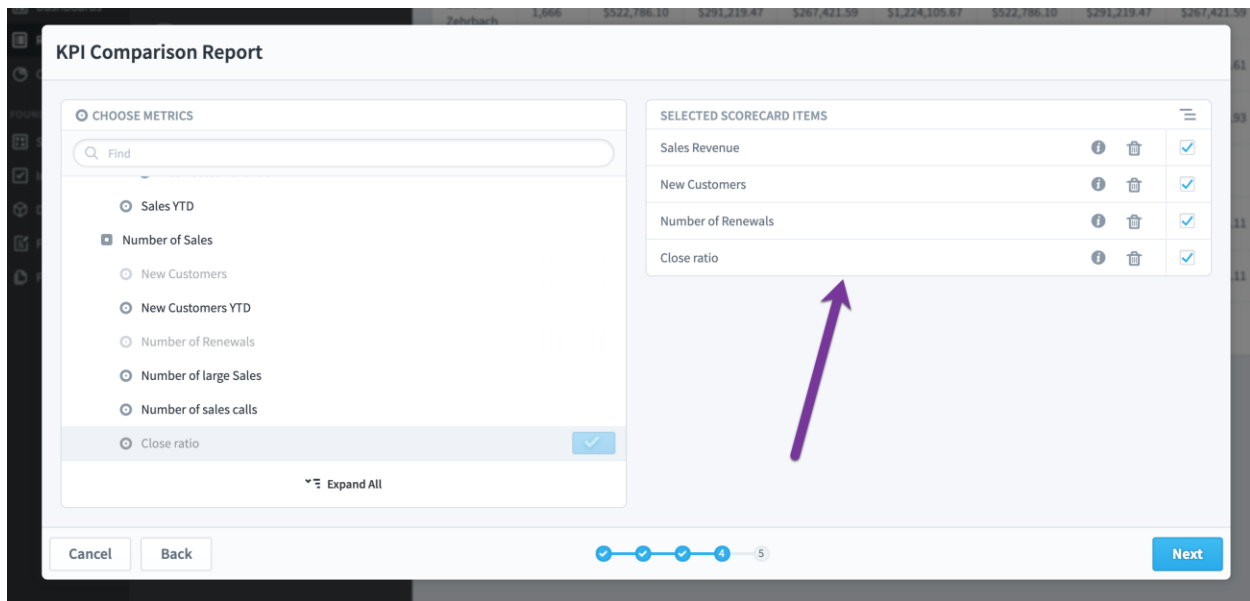 Zehrbach 1,666 $522,786.10 $291,219.47 $267,421.59 $1,224,105.67 $522,786.10 $291,219.47 $267,421.59
KPI Comparison Report
CHOOSE METRICS
Find
Sales YTD
Number of Sales
New Customers
New Customers YTD
Number of Renewals
Number of large Sales
Number of sales calls
Close ratio
Expand All
SELECTED SCORECARD ITEMS
Sales Revenue
New Customers
Number of Renewals
Close ratio
Cancel Back 4 5 Next